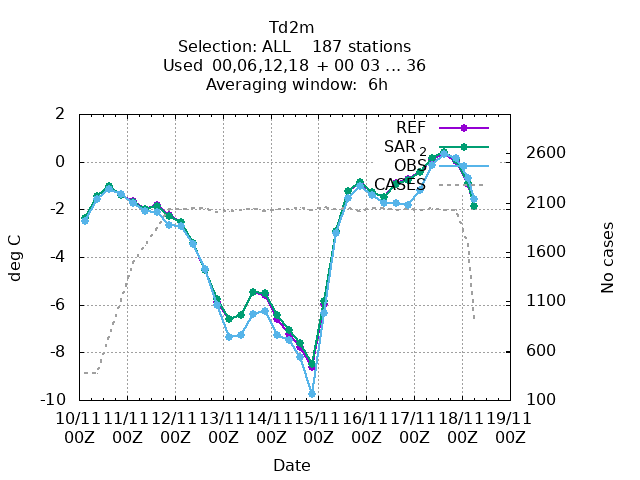 Td2m
Selection: ALL    187 stations
Used  00,06,12,18  + 00 03 ... 36
Averaging window:  6h
REF
SAR 2
OBS
CASES
2
0
-2
-4
-6
-8
-10
deg C
2600
2100
1600
1100
600
100
No cases
10/11 11/11 12/11 13/11 14/11 15/11 16/11 17/11 18/11 19/11
00Z 00Z 00Z 00Z 00Z 00Z 00Z 00Z 00Z 00Z
Date